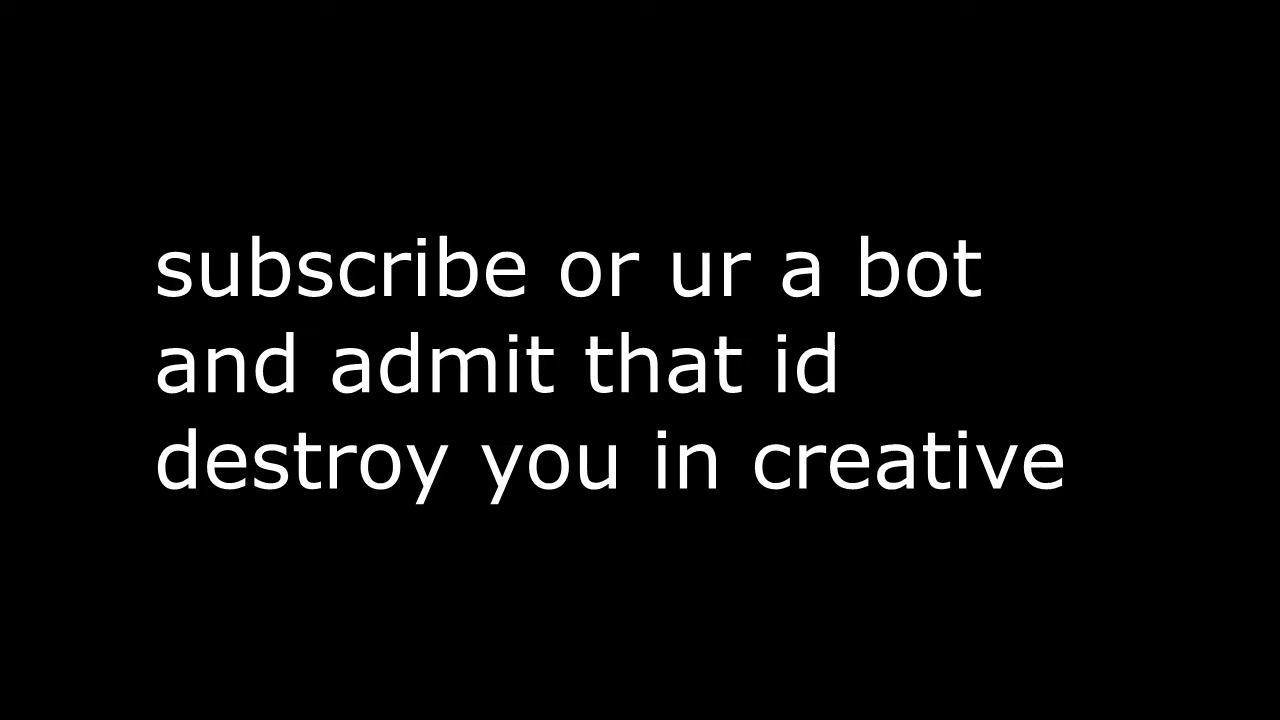 subscribe or ur a bot
and admit that id
destroy you in creative